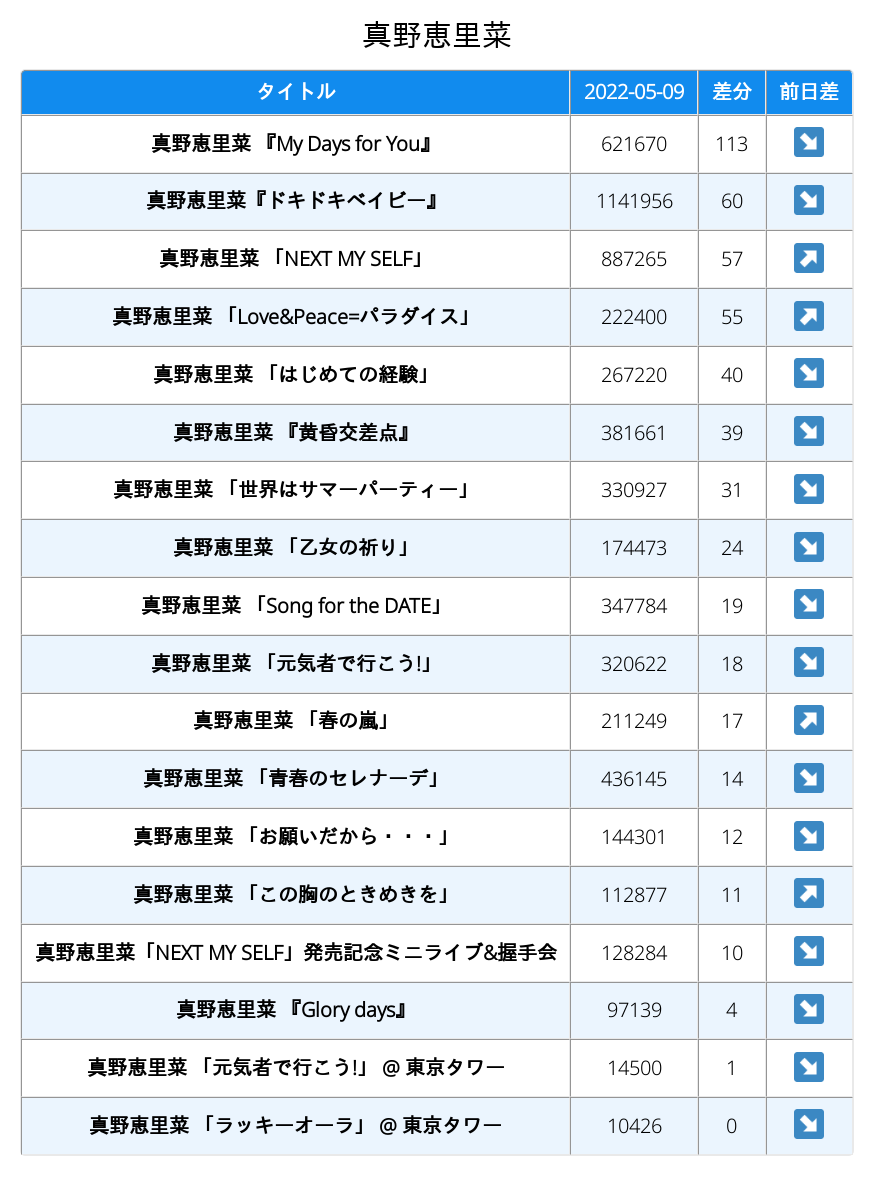 真野恵里菜
タイトル 2022-05-09 差分 前日差
真野恵里菜 『My Days for You』 621670 113 ↘
真野恵里菜『ドキドキベイビー』 1141956 60 ↘
真野恵里菜 「NEXT MY SELF」 887265 57 ↗
真野恵里菜 「Love&Peace=パラダイス」 222400 55 ↗
真野恵里菜 「はじめての経験」 267220 40 ↘
真野恵里菜 『黄昏交差点』 381661 39 ↘
真野恵里菜 「世界はサマーパーティー」 330927 31 ↘
真野恵里菜 「乙女の祈り」 174473 24 ↘
真野恵里菜 「Song for the DATE」 347784 19 ↘
真野恵里菜 「元気者で行こう!」 320622 18 ↘
真野恵里菜 「春の嵐」 211249 17 ↗
真野恵里菜 「青春のセレナーデ」 436145 14 ↘
真野恵里菜 「お願いだから・・・」 144301 12 ↘
真野恵里菜 「この胸のときめきを」 112877 11 ↗
真野恵里菜「NEXT MY SELF」発売記念ミニライブ&握手会 128284 10 ↘
真野恵里菜 『Glory days』 97139 4 ↘
真野恵里菜 「元気者で行こう!」 @ 東京タワー 14500 1 ↘
真野恵里菜 「ラッキーオーラ」 @ 東京タワー 10426 0 ↘